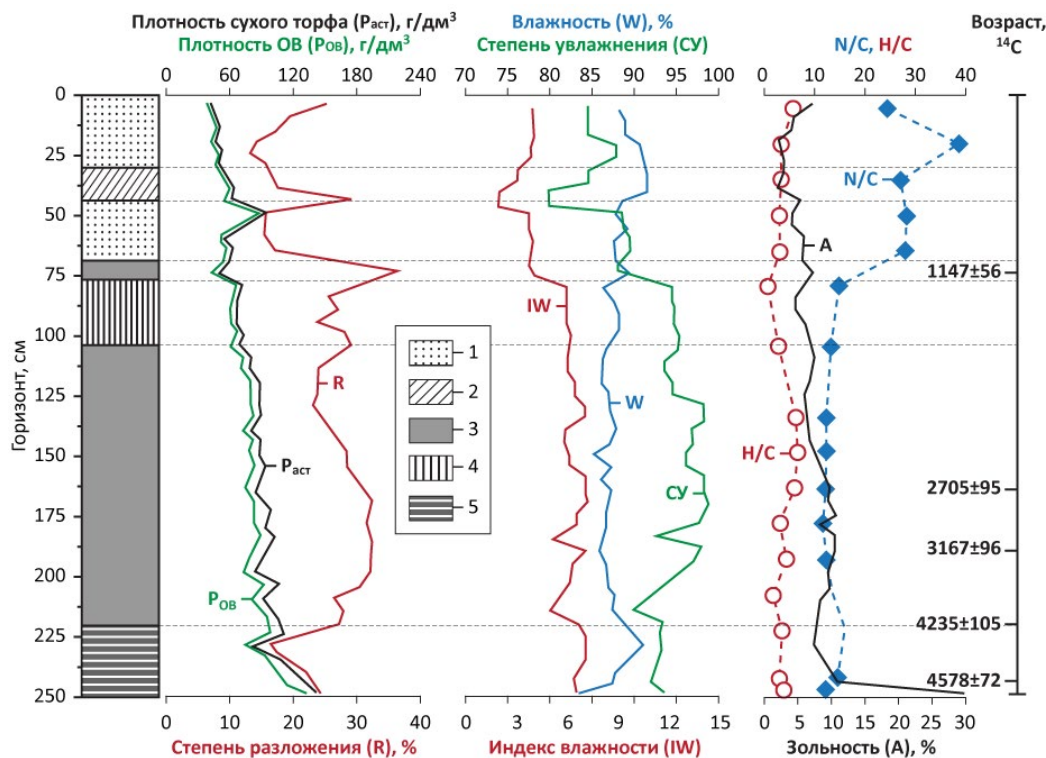 Плотность сухого торфа (Pаст), г/дм³
Плотность ОВ (PОВ), г/дм³
Влажность (W), %
Степень увлажнения (СУ)
N/C, H/C
Возраст,
¹⁴C
0 60 120 180 240
70 75 80 85 90 95 100
0 10 20 30 40
0
25
50
75
100
125
150
175
200
225
250
Горизонт, см
R
Pаст
PОВ
1
2
3
4
5
IW
W
СУ
N/C
A
H/C
1147±56
2705±95
3167±96
4235±105
4578±72
0 10 20 30 40
0 3 6 9 12 15
0 10 20 30
Степень разложения (R), %
Индекс влажности (IW)
Зольность (A), %